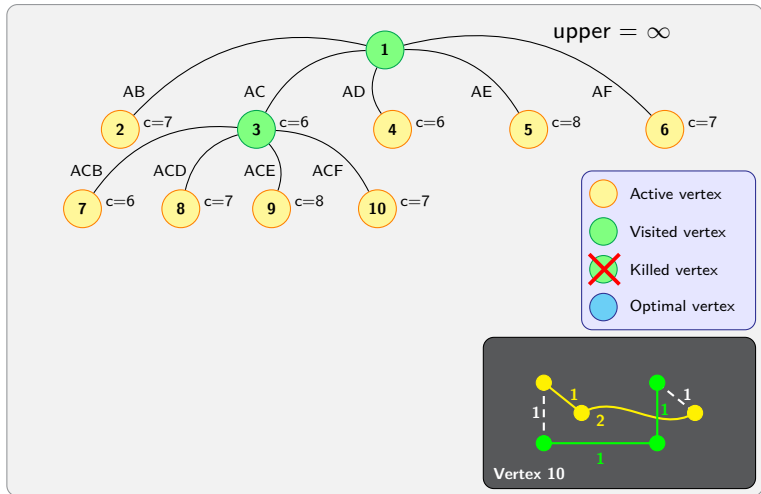 upper = ∞
1
AB
AC
AD
AE
AF
2 c=7
3 c=6
4 c=6
5 c=8
6 c=7
ACB
ACD
ACE
ACF
7 c=6
8 c=7
9 c=8
10 c=7
Active vertex
Visited vertex
Killed vertex
Optimal vertex
1
1
1
1
2
1
Vertex 10